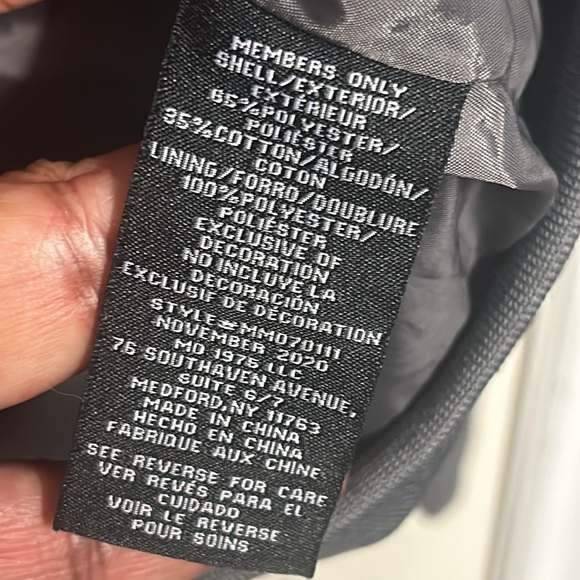 MEMBERS ONLY
SHELL/EXTERIOR/
EXTÉRIEUR
65%POLYESTER/
POLIÉSTER
35%COTTON/ALGODÓN/
COTON
LINING/FORRO/DOUBLURE
100%POLYESTER/
POLIÉSTER
EXCLUSIVE OF
DECORATION
NO INCLUYE LA
DECORACIÓN
EXCLUSIF DE DÉCORATION
STYLE#MM070111
NOVEMBER 2020
MO 1975 LLC
76 SOUTHAVEN AVENUE,
SUITE 6/7
MEDFORD,NY 11763
MADE IN CHINA
HECHO EN CHINA
FABRIQUE AUX CHINE
SEE REVERSE FOR CARE
VER REVÉS PARA EL
CUIDADO
VOIR LE REVERSE
POUR SOINS